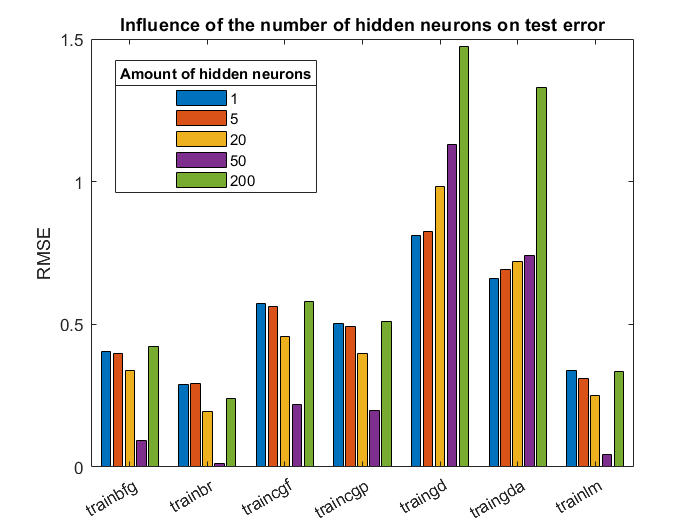 Influence of the number of hidden neurons on test error
1.5
Amount of hidden neurons
1
5
20
50
200
1
RMSE
0.5
0
trainbfg
trainbr
traincgf
traincgp
traingd
traingda
trainlm